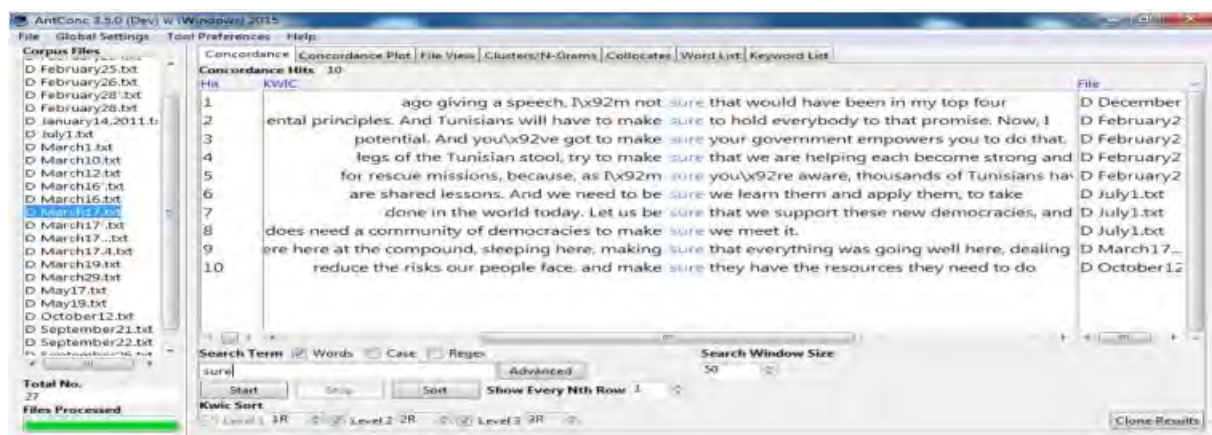 AntConc 3.5.0 (Dev) W (Windows) 2015
File Global Settings Tool Preferences Help
Corpus Files
D February25.txt
D February26.txt
D February28'.txt
D February28.txt
D January14,2011.t
D July1.txt
D March1.txt
D March10.txt
D March12.txt
D March16'.txt
D March16.txt
D March17.txt
D March17'.txt
D March17...txt
D March17.4.txt
D March19.txt
D March29.txt
D May17.txt
D May19.txt
D October12.txt
D September21.txt
D September22.txt
Total No.
27
Files Processed
Concordance Concordance Plot File View Clusters/N-Grams Collocates Word List Keyword List
Concordance Hits 10
Hit KWIC File
1 ago giving a speech, I\x92m not sure that would have been in my top four D December
2 ental principles. And Tunisians will have to make sure to hold everybody to that promise. Now, I D February2
3 potential. And you\x92ve got to make sure your government empowers you to do that. D February2
4 legs of the Tunisian stool, try to make sure that we are helping each become strong and D February2
5 for rescue missions, because, as I\x92m sure you\x92re aware, thousands of Tunisians hav D February2
6 are shared lessons. And we need to be sure we learn them and apply them, to take D July1.txt
7 done in the world today. Let us be sure that we support these new democracies, and D July1.txt
8 does need a community of democracies to make sure we meet it. D July1.txt
9 ere here at the compound, sleeping here, making sure that everything was going well here, dealing D March17...
10 reduce the risks our people face. and make sure they have the resources they need to do D October12
Search Term Words Case Regex Search Window Size
sure Advanced 50
Start Stop Sort Show Every Nth Row 1
Kwic Sort
Level 1 1R Level 2 2R Level 3 3R Clone Results